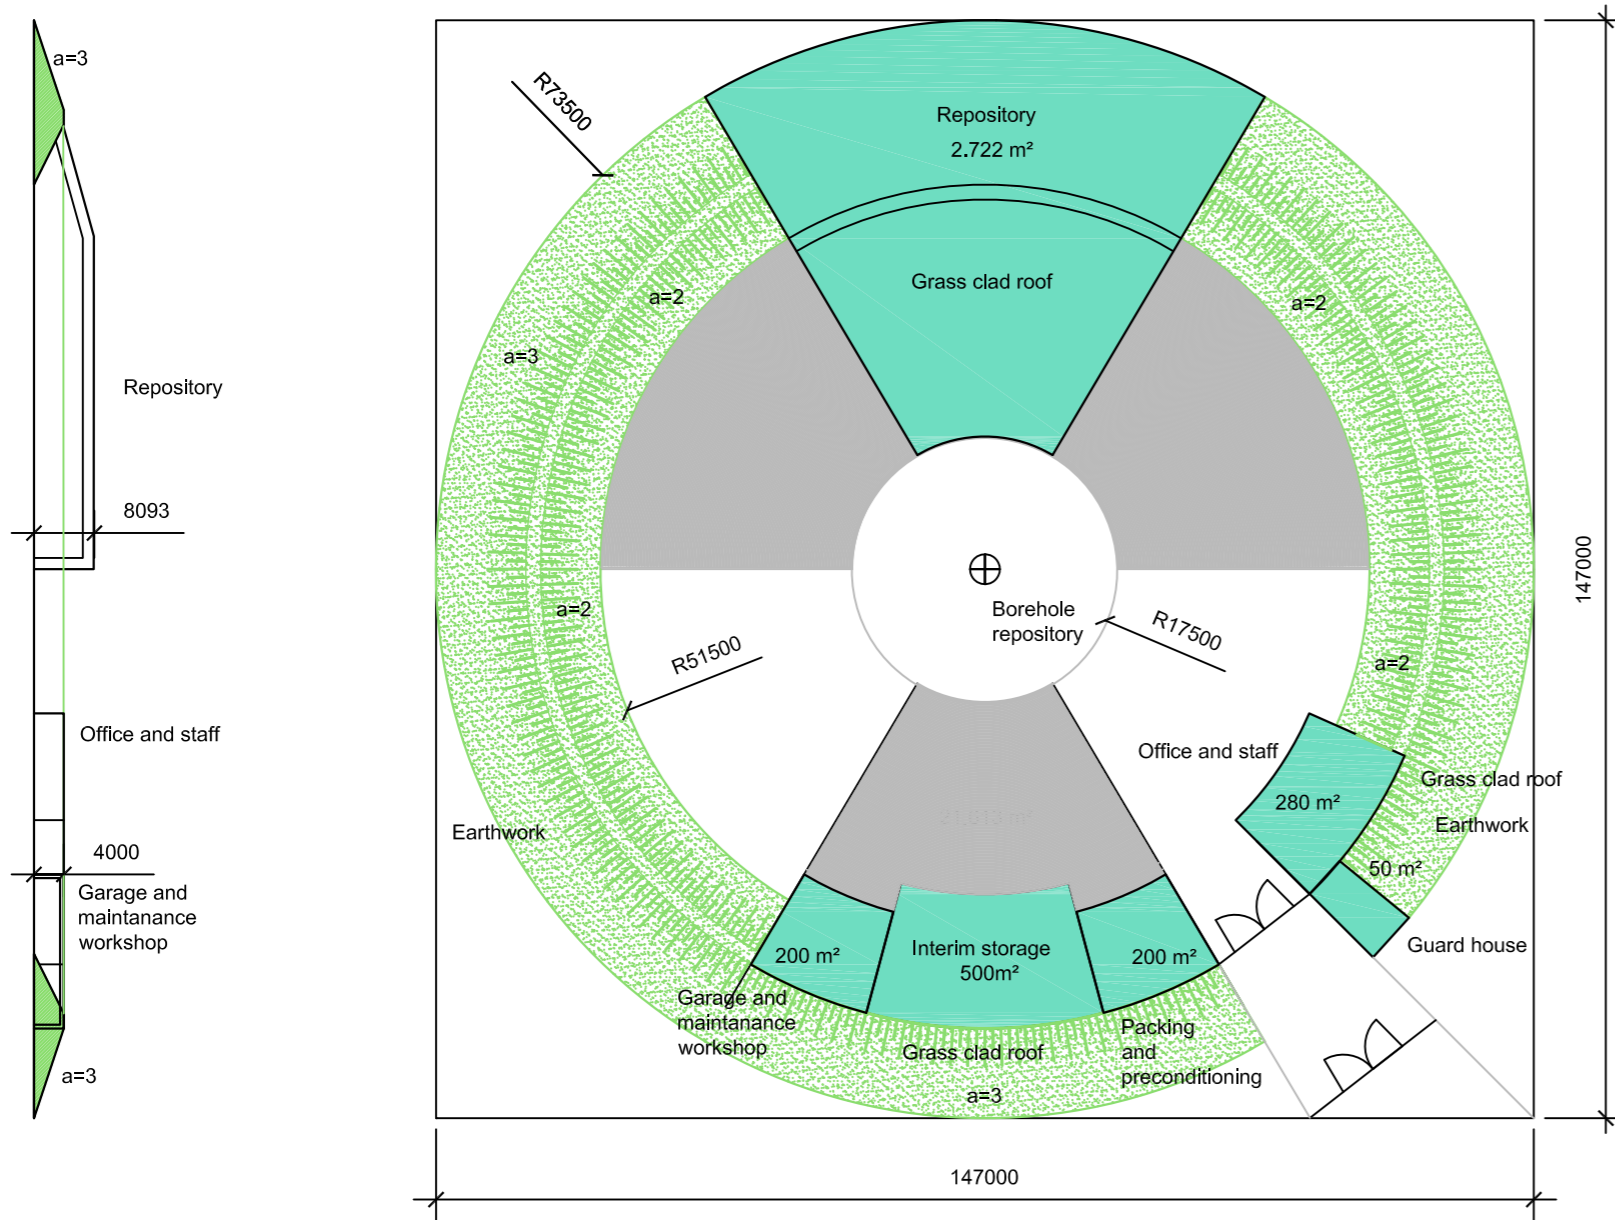 a=3
R73500
Repository
2.722 m²
Grass clad roof
a=2
a=2
a=3
Repository
8093
147000
Borehole
repository
R17500
a=2
R51500
a=2
Office and staff
Office and staff
Grass clad roof
280 m²
Earthwork
Earthwork
4000
50 m²
Garage and
maintanance
workshop
Guard house
200 m²
Interim storage
500m²
200 m²
Garage and
maintanance
workshop
Packing
and
preconditioning
Grass clad roof
a=3
a=3
147000